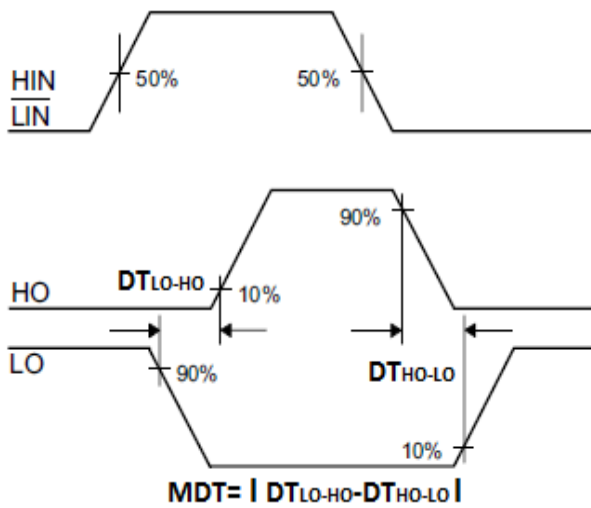 HIN
LIN
50%
50%
90%
DTLO-HO
10%
HO
LO
90%
DTHO-LO
10%
MDT= | DTLO-HO-DTHO-LO |